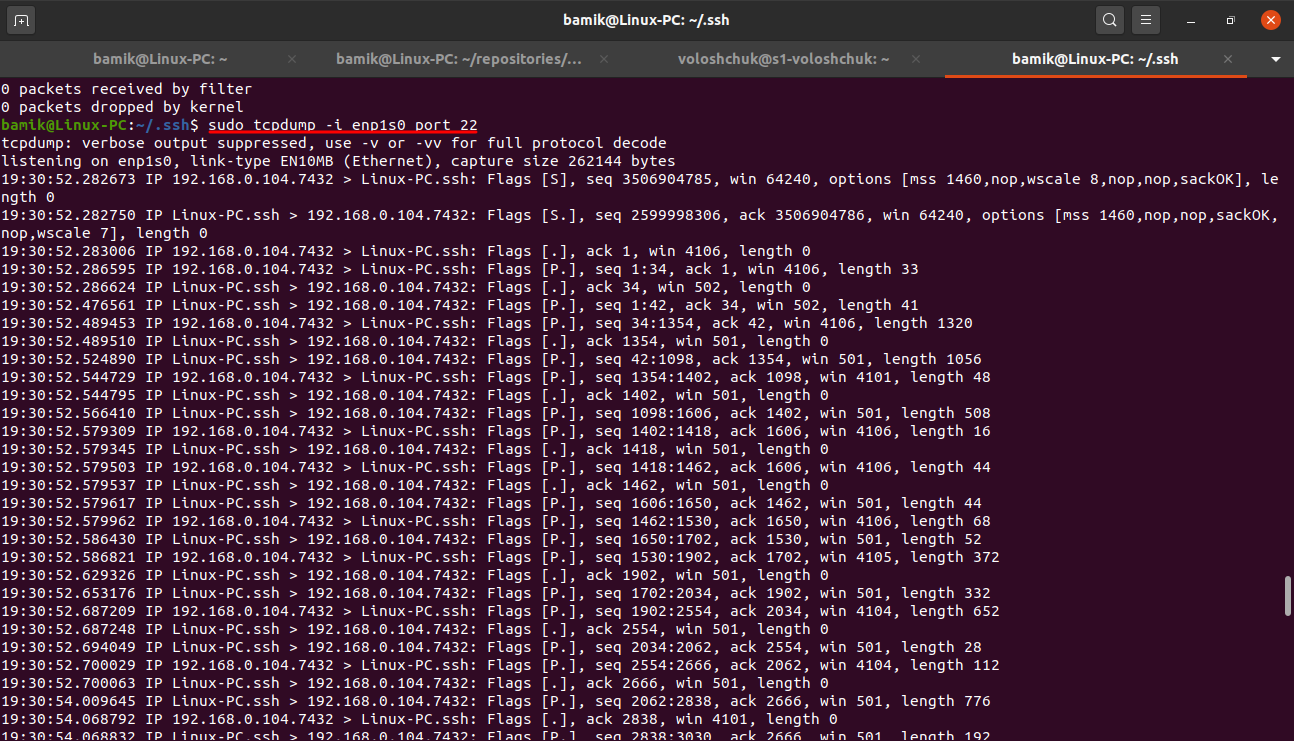 bamik@Linux-PC: ~/.ssh
bamik@Linux-PC: ~
bamik@Linux-PC: ~/repositories/...
voloshchuk@s1-voloshchuk: ~
bamik@Linux-PC: ~/.ssh
0 packets received by filter
0 packets dropped by kernel
bamik@Linux-PC:~/.ssh$ sudo tcpdump -i enp1s0 port 22
tcpdump: verbose output suppressed, use -v or -vv for full protocol decode
listening on enp1s0, link-type EN10MB (Ethernet), capture size 262144 bytes
19:30:52.282673 IP 192.168.0.104.7432 > Linux-PC.ssh: Flags [S], seq 3506904785, win 64240, options [mss 1460,nop,wscale 8,nop,nop,sackOK], le
ngth 0
19:30:52.282750 IP Linux-PC.ssh > 192.168.0.104.7432: Flags [S.], seq 2599998306, ack 3506904786, win 64240, options [mss 1460,nop,nop,sackOK,
nop,wscale 7], length 0
19:30:52.283006 IP 192.168.0.104.7432 > Linux-PC.ssh: Flags [.], ack 1, win 4106, length 0
19:30:52.286595 IP 192.168.0.104.7432 > Linux-PC.ssh: Flags [P.], seq 1:34, ack 1, win 4106, length 33
19:30:52.286624 IP Linux-PC.ssh > 192.168.0.104.7432: Flags [.], ack 34, win 502, length 0
19:30:52.476561 IP Linux-PC.ssh > 192.168.0.104.7432: Flags [P.], seq 1:42, ack 34, win 502, length 41
19:30:52.489453 IP 192.168.0.104.7432 > Linux-PC.ssh: Flags [P.], seq 34:1354, ack 42, win 4106, length 1320
19:30:52.489510 IP Linux-PC.ssh > 192.168.0.104.7432: Flags [.], ack 1354, win 501, length 0
19:30:52.524890 IP Linux-PC.ssh > 192.168.0.104.7432: Flags [P.], seq 42:1098, ack 1354, win 501, length 1056
19:30:52.544729 IP 192.168.0.104.7432 > Linux-PC.ssh: Flags [P.], seq 1354:1402, ack 1098, win 4101, length 48
19:30:52.544795 IP Linux-PC.ssh > 192.168.0.104.7432: Flags [.], ack 1402, win 501, length 0
19:30:52.566410 IP Linux-PC.ssh > 192.168.0.104.7432: Flags [P.], seq 1098:1606, ack 1402, win 501, length 508
19:30:52.579309 IP 192.168.0.104.7432 > Linux-PC.ssh: Flags [P.], seq 1402:1418, ack 1606, win 4106, length 16
19:30:52.579345 IP Linux-PC.ssh > 192.168.0.104.7432: Flags [.], ack 1418, win 501, length 0
19:30:52.579503 IP 192.168.0.104.7432 > Linux-PC.ssh: Flags [P.], seq 1418:1462, ack 1606, win 4106, length 44
19:30:52.579537 IP Linux-PC.ssh > 192.168.0.104.7432: Flags [.], ack 1462, win 501, length 0
19:30:52.579617 IP Linux-PC.ssh > 192.168.0.104.7432: Flags [P.], seq 1606:1650, ack 1462, win 501, length 44
19:30:52.579962 IP 192.168.0.104.7432 > Linux-PC.ssh: Flags [P.], seq 1462:1530, ack 1650, win 4106, length 68
19:30:52.586430 IP Linux-PC.ssh > 192.168.0.104.7432: Flags [P.], seq 1650:1702, ack 1530, win 501, length 52
19:30:52.586821 IP 192.168.0.104.7432 > Linux-PC.ssh: Flags [P.], seq 1530:1902, ack 1702, win 4105, length 372
19:30:52.629326 IP Linux-PC.ssh > 192.168.0.104.7432: Flags [.], ack 1902, win 501, length 0
19:30:52.653176 IP Linux-PC.ssh > 192.168.0.104.7432: Flags [P.], seq 1702:2034, ack 1902, win 501, length 332
19:30:52.687209 IP 192.168.0.104.7432 > Linux-PC.ssh: Flags [P.], seq 1902:2554, ack 2034, win 4104, length 652
19:30:52.687248 IP Linux-PC.ssh > 192.168.0.104.7432: Flags [.], ack 2554, win 501, length 0
19:30:52.694049 IP Linux-PC.ssh > 192.168.0.104.7432: Flags [P.], seq 2034:2062, ack 2554, win 501, length 28
19:30:52.700029 IP 192.168.0.104.7432 > Linux-PC.ssh: Flags [P.], seq 2554:2666, ack 2062, win 4104, length 112
19:30:52.700063 IP Linux-PC.ssh > 192.168.0.104.7432: Flags [.], ack 2666, win 501, length 0
19:30:54.009645 IP Linux-PC.ssh > 192.168.0.104.7432: Flags [P.], seq 2062:2838, ack 2666, win 501, length 776
19:30:54.068792 IP 192.168.0.104.7432 > Linux-PC.ssh: Flags [.], ack 2838, win 4101, length 0
19:30:54.068832 IP Linux-PC.ssh > 192.168.0.104.7432: Flags [P.], seq 2838:3030, ack 2666, win 501, length 192